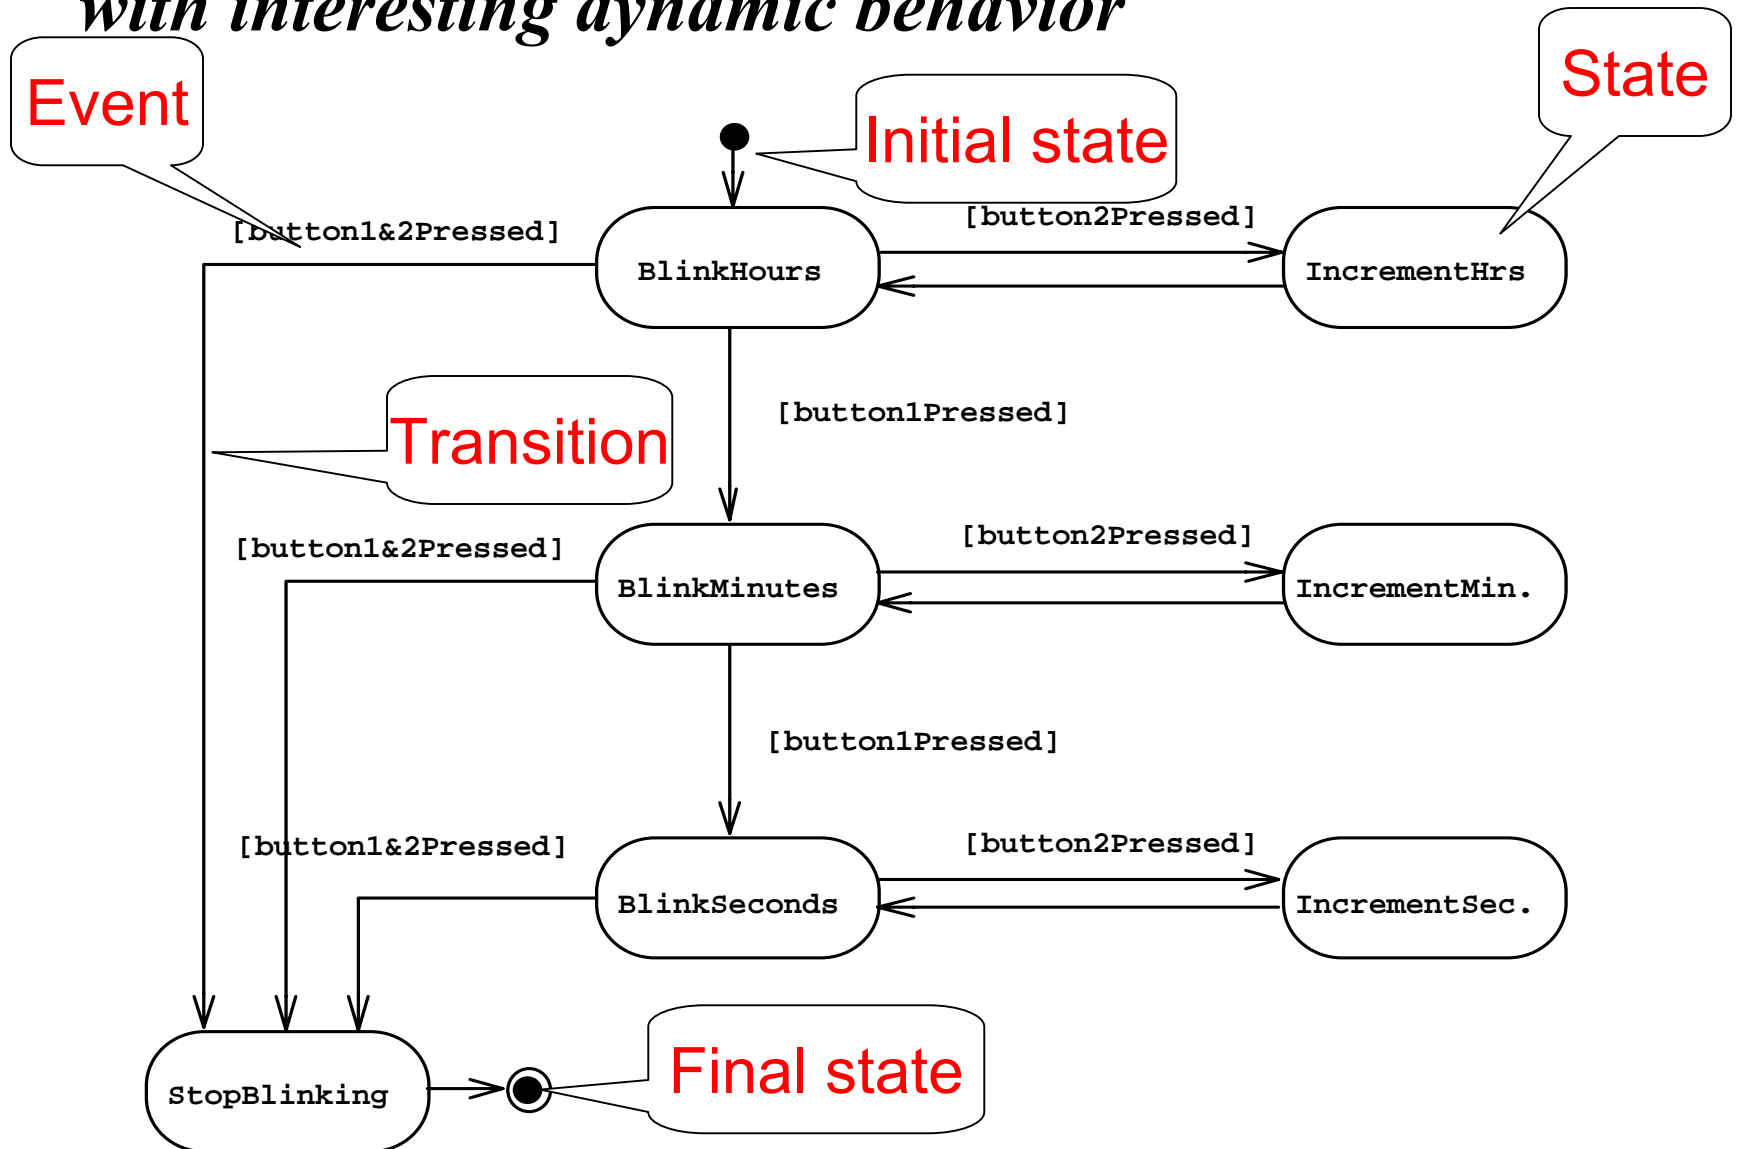 with interesting dynamic behavior
Event
Initial state
State
[button1&2Pressed]
[button2Pressed]
BlinkHours
IncrementHrs
[button1Pressed]
Transition
[button1&2Pressed]
[button2Pressed]
BlinkMinutes
IncrementMin.
[button1Pressed]
[button1&2Pressed]
[button2Pressed]
BlinkSeconds
IncrementSec.
StopBlinking
Final state